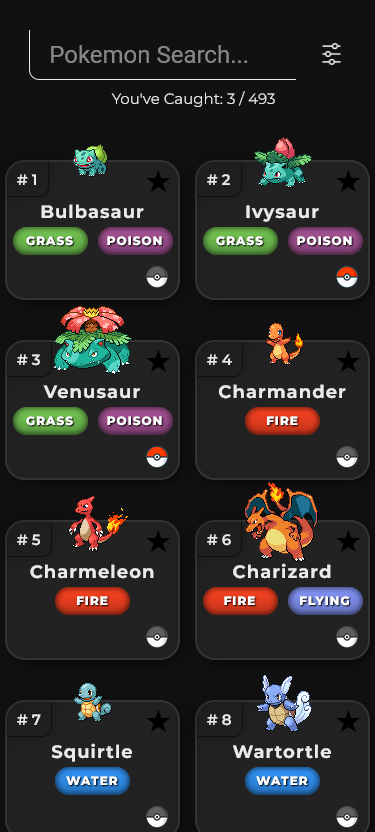 Pokemon Search...
You've Caught: 3 / 493
#1
Bulbasaur
GRASS POISON
#2
Ivysaur
GRASS POISON
#3
Venusaur
GRASS POISON
#4
Charmander
FIRE
#5
Charmeleon
FIRE
#6
Charizard
FIRE FLYING
#7
Squirtle
WATER
#8
Wartortle
WATER